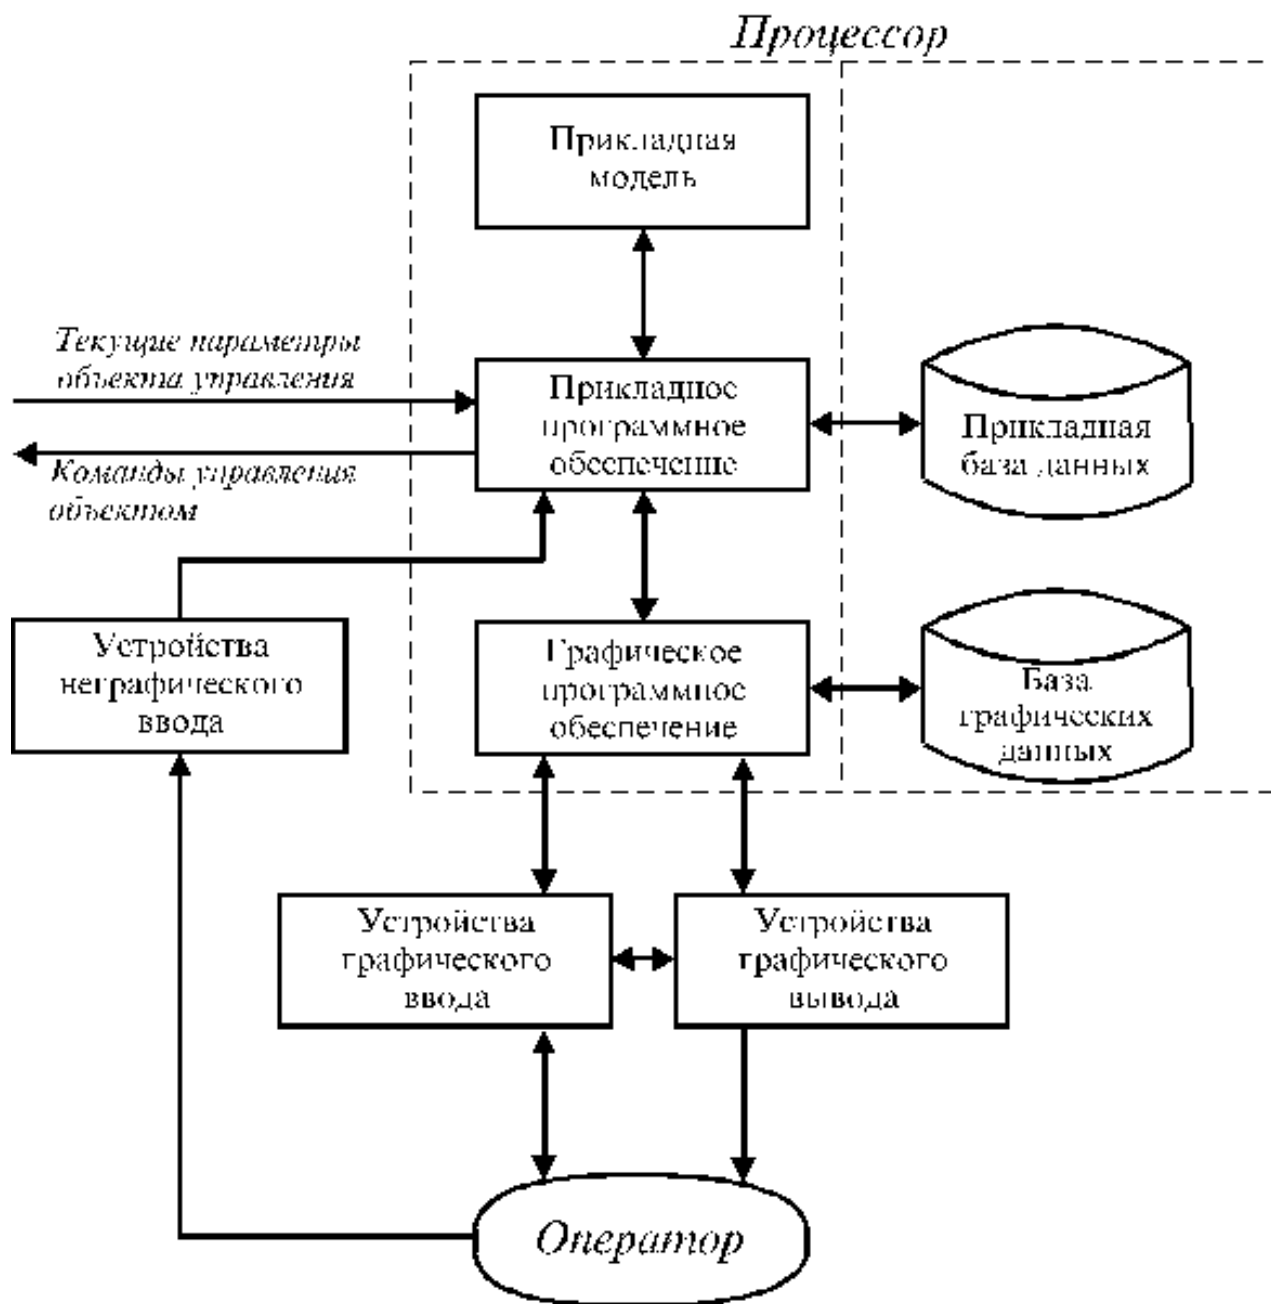 Процессор
Прикладная
модель
Текущие параметры
объекта управления
Прикладное
программное
обеспечение
Прикладная
база данных
Команды управления
объектом
Устройства
неграфического
ввода
Графическое
программное
обеспечение
База
графических
данных
Устройства
графического
ввода
Устройства
графического
вывода
Оператор